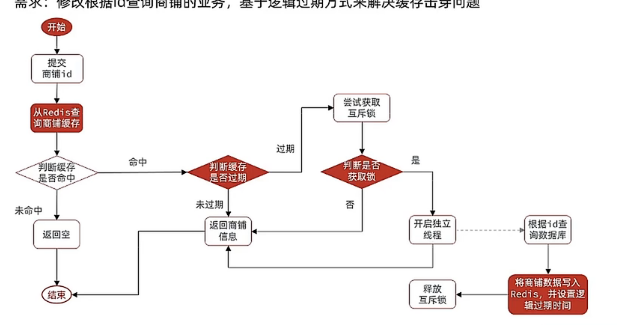 需求：修改根据id查询商铺的业务，基于逻辑过期方式来解决缓存击穿问题
开始
提交
商铺id
从Redis查
询商铺缓存
判断缓存
是否命中
命中
未命中
返回空
结束
判断缓存
是否过期
过期
未过期
返回商铺
信息
尝试获取
互斥锁
判断是否
获取锁
是
否
开启独立
线程
根据id查
询数据库
将商铺数据写入
Redis，并设置逻
辑过期时间
释放
互斥锁